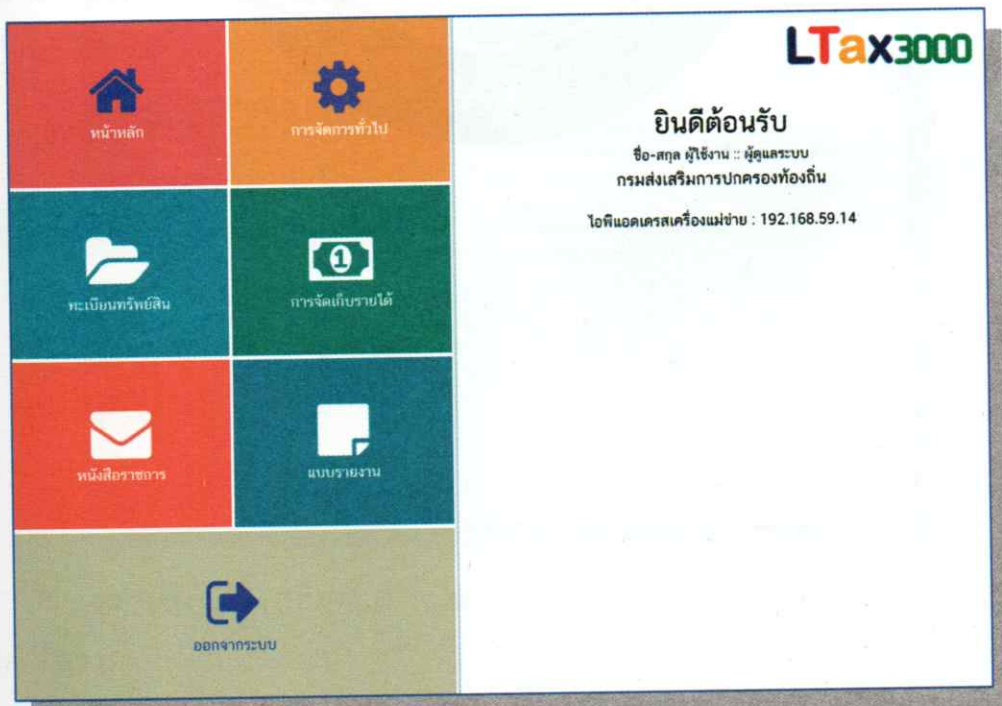 LTax3000
หน้าหลัก
การจัดการทั่วไป
ทะเบียนทรัพย์สิน
1
การจัดเก็บรายได้
หนังสือราชการ
แบบรายงาน
ออกจากระบบ
ยินดีต้อนรับ
ชื่อ-สกุล ผู้ใช้งาน :: ผู้ดูแลระบบ
กรมส่งเสริมการปกครองท้องถิ่น
ไอพีแอดเดรสเครื่องแม่ข่าย : 192.168.59.14